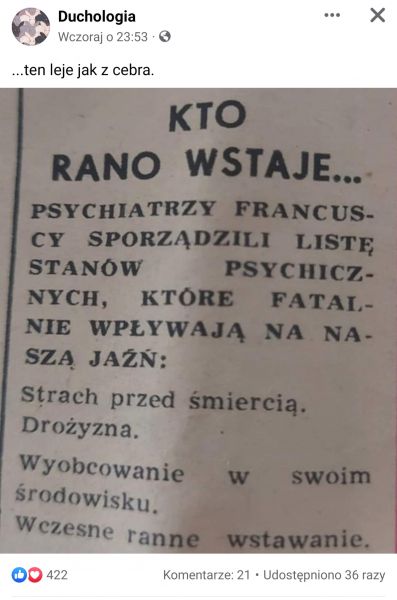 Duchologia
Wczoraj o 23:53 ·
...ten leje jak z cebra.
KTO
RANO WSTAJE...
PSYCHIATRZY FRANCUS-
CY SPORZĄDZILI LISTĘ
STANÓW PSYCHICZ-
NYCH, KTÓRE FATAL-
NIE WPŁYWAJĄ NA NA-
SZĄ JAŹŃ:
Strach przed śmiercią.
Drożyzna.
Wyobcowanie w swoim
środowisku.
Wczesne ranne wstawanie.
422
Komentarze: 21 • Udostępniono 36 razy